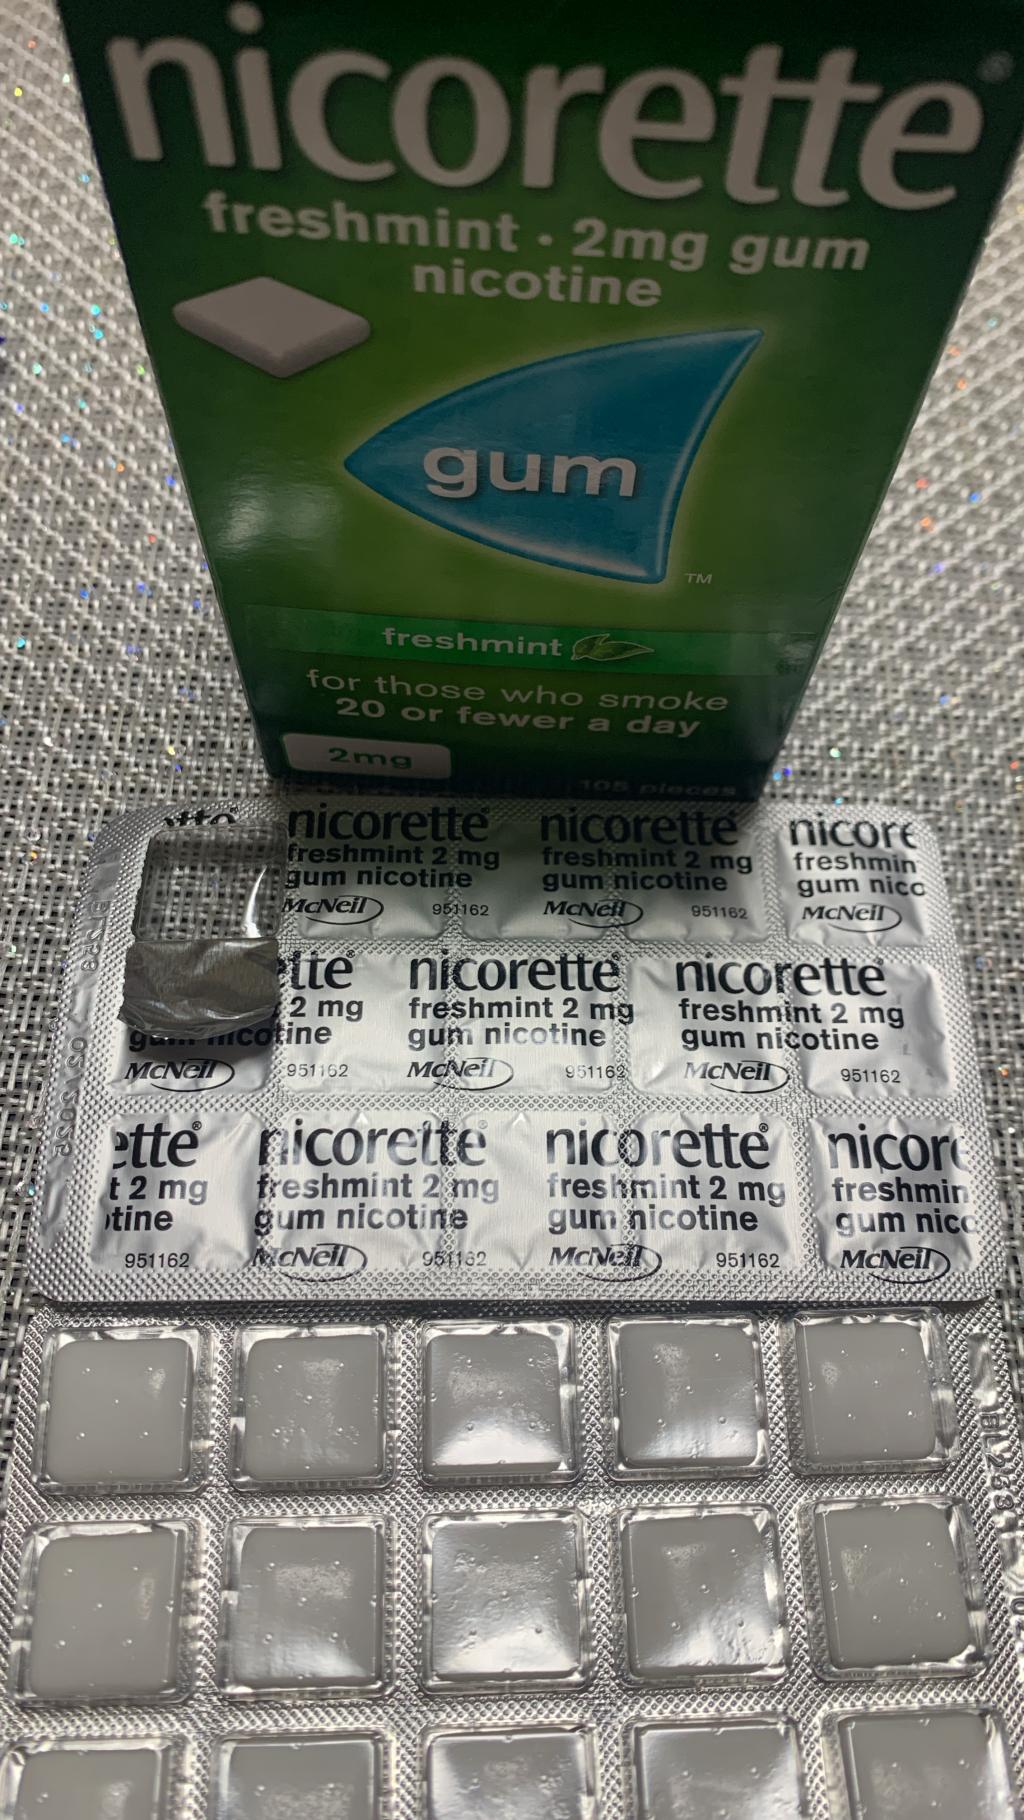 nicorette®
freshmint · 2mg gum
nicotine
gum
TM
freshmint
for those who smoke
20 or fewer a day
2mg
105 pieces
nicorette® nicorette® nicore
freshmint 2 mg freshmint 2 mg freshmin
gum nicotine gum nicotine gum nico
McNeil 951162 McNeil 951162 McNeil
ette® nicorette® nicorette®
2 mg freshmint 2 mg freshmint 2 mg
nicotine gum nicotine gum nicotine
McNeil 951162 McNeil 951162 McNeil 951162
ette® nicorette® nicorette® nicore
t 2 mg freshmint 2 mg freshmint 2 mg freshmin
otine gum nicotine gum nicotine gum nico
951162 McNeil 951162 McNeil 951162 McNeil